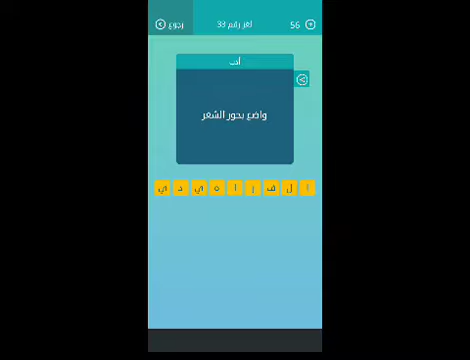 56 لغز رقم 33 رجوع
أدب
واضع بحور الشعر
ا ل ف ر ا ه ي د ي